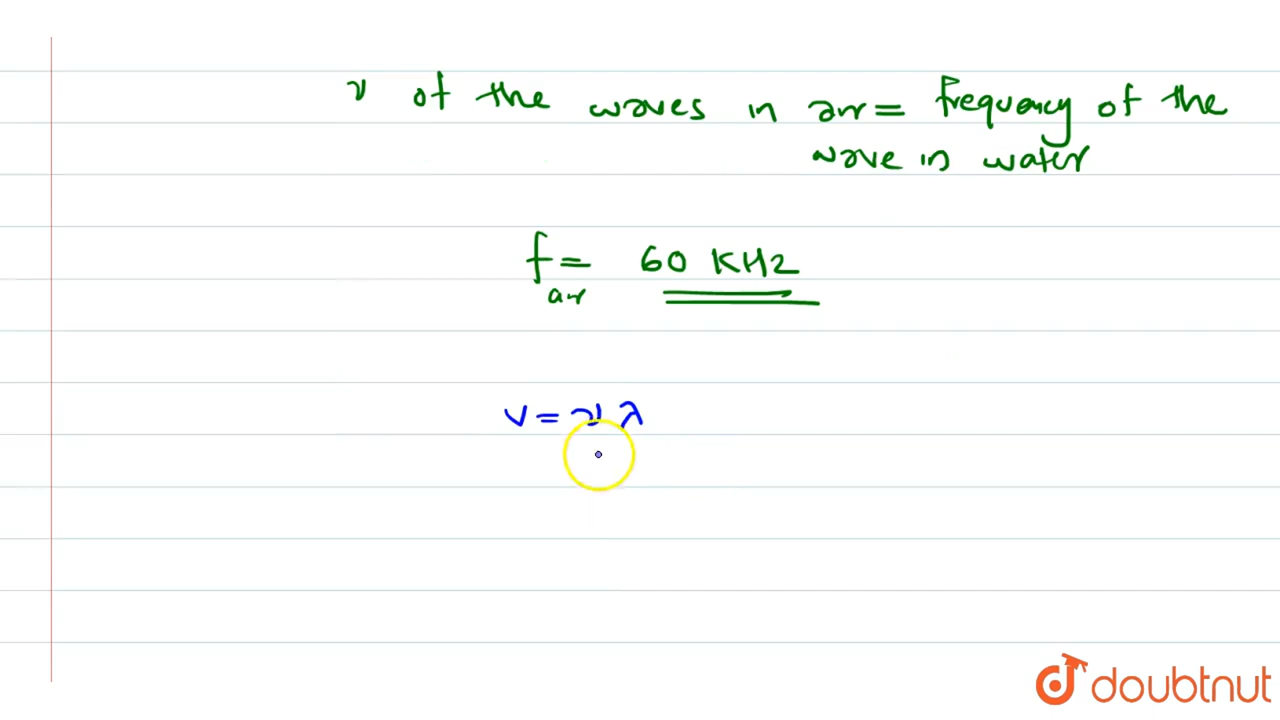 ν of the waves in air = frequency of the
wave in water
f = 60 KHz
air
v = ν λ
doubtnut